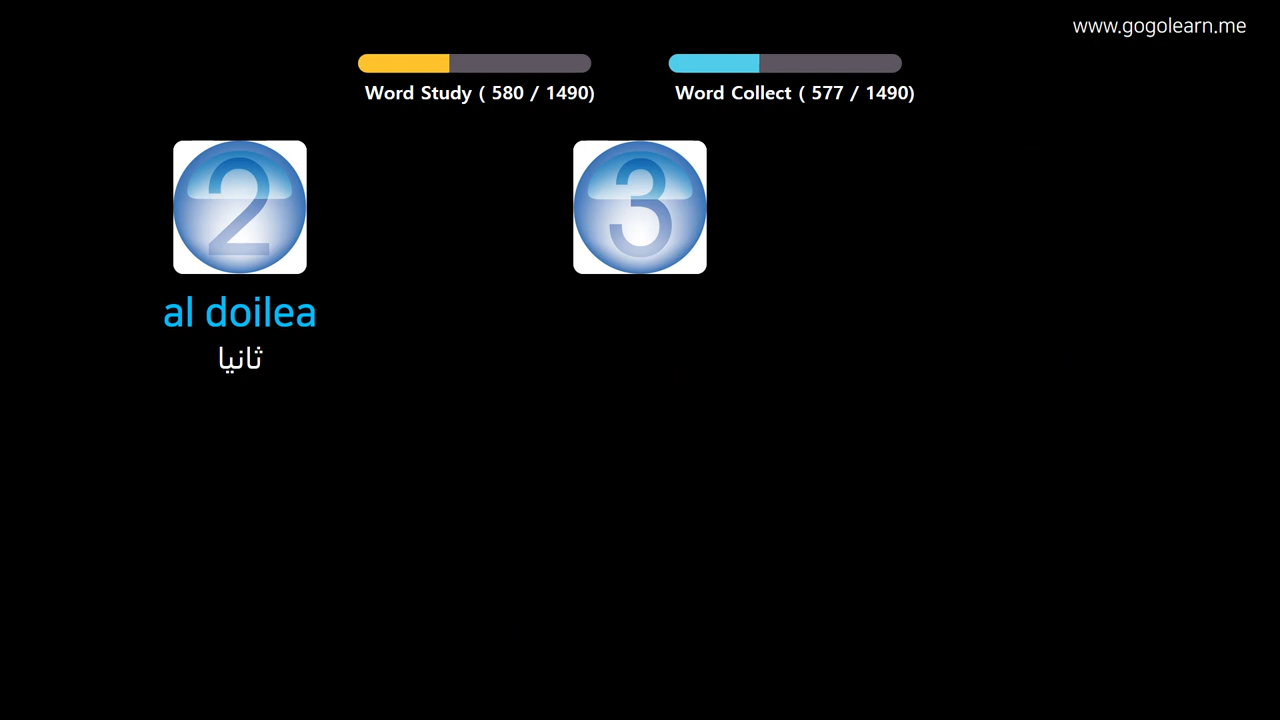 www.gogolearn.me
Word Study ( 580 / 1490)
Word Collect ( 577 / 1490)
2
3
al doilea
ثانيا